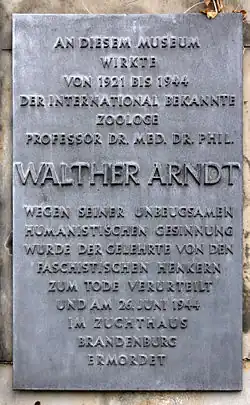 AN DIESEM MUSEUM
WIRKTE
VON 1921 BIS 1944
DER INTERNATIONAL BEKANNTE
ZOOLOGE
PROFESSOR DR. MED. DR. PHIL.
WALTHER ARNDT
WEGEN SEINER UNBEUGSAMEN
HUMANISTISCHEN GESINNUNG
WURDE DER GELEHRTE VON DEN
FASCHISTISCHEN HENKERN
ZUM TODE VERURTEILT
UND AM 26. JUNI 1944
IM ZUCHTHAUS
BRANDENBURG
ERMORDET